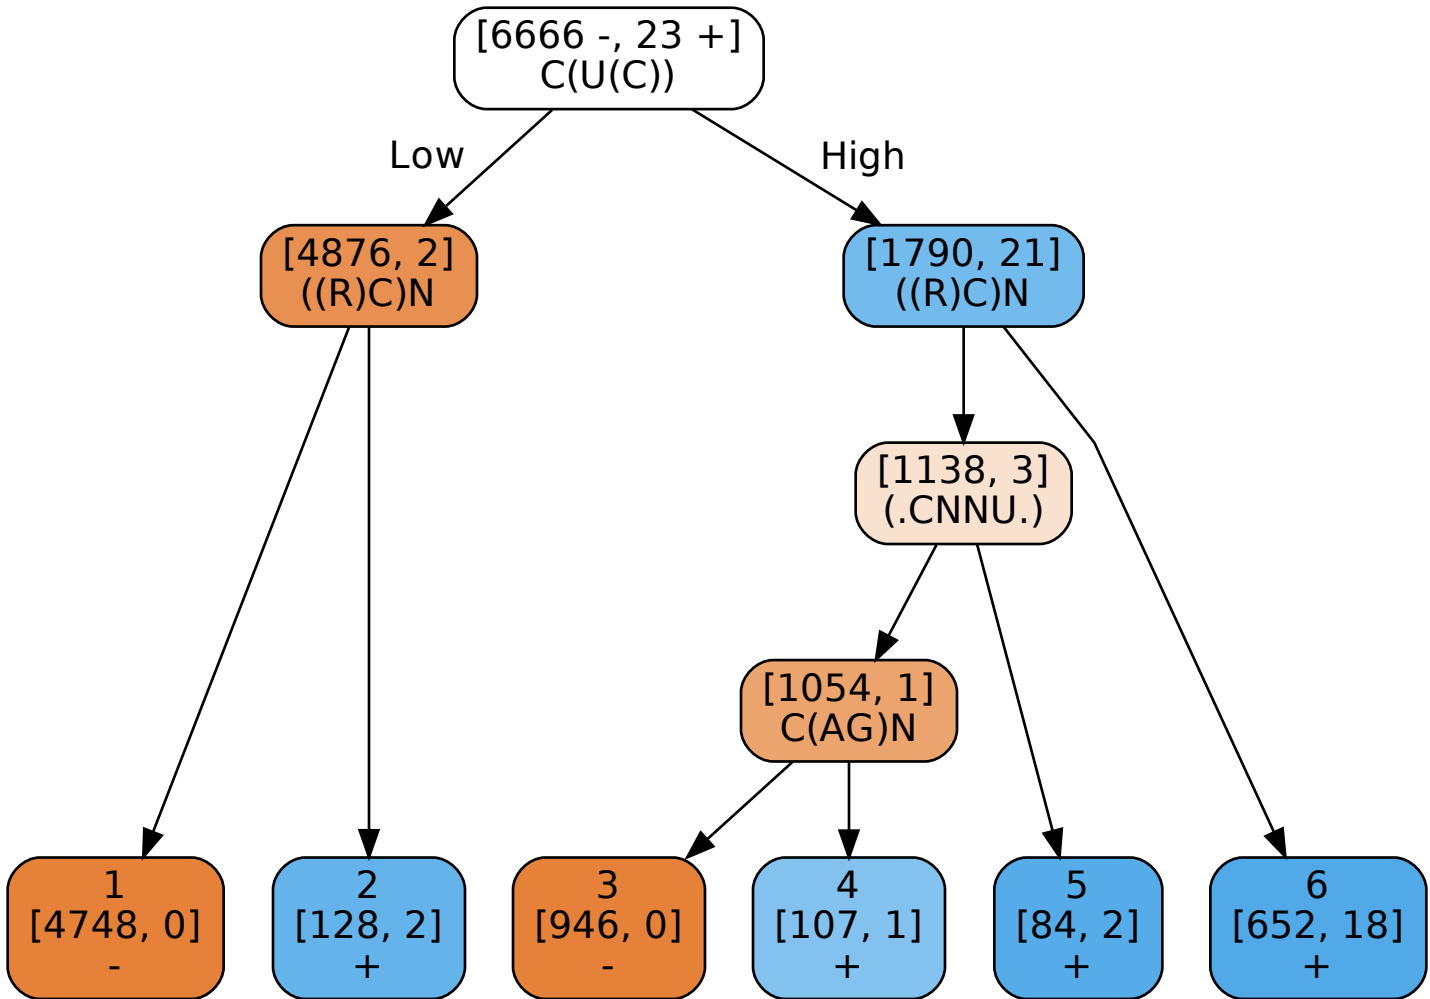 [6666 -, 23 +]
C(U(C))
Low
High
[4876, 2]
((R)C)N
[1790, 21]
((R)C)N
[1138, 3]
(.CNNU.)
[1054, 1]
C(AG)N
1
[4748, 0]
-
2
[128, 2]
+
3
[946, 0]
-
4
[107, 1]
+
5
[84, 2]
+
6
[652, 18]
+